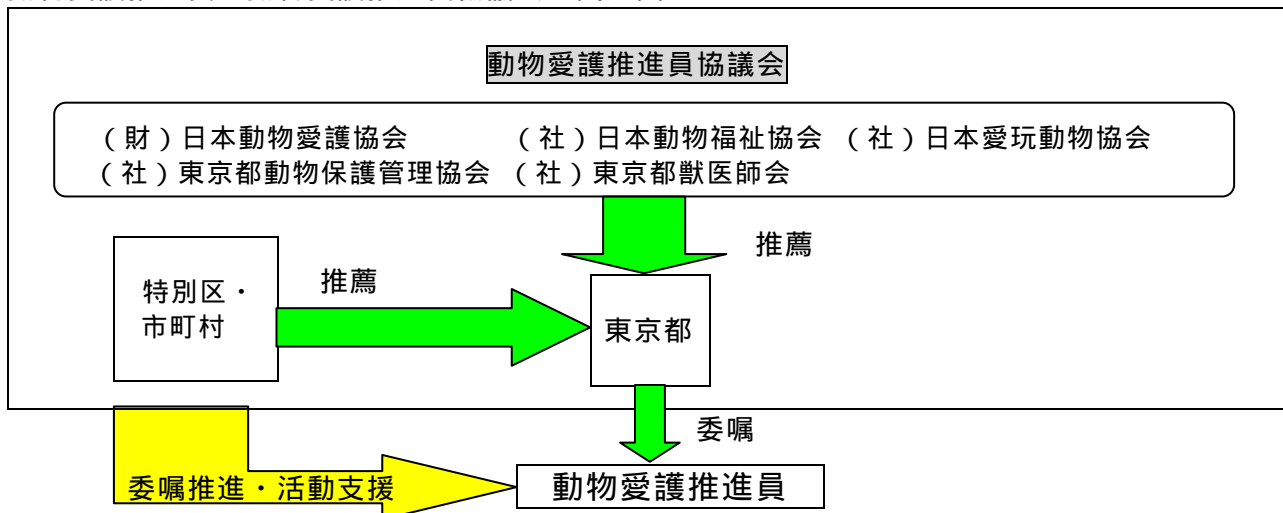 動物愛護推進員協議会
（財）日本動物愛護協会 （社）日本動物福祉協会 （社）日本愛玩動物協会
（社）東京都動物保護管理協会 （社）東京都獣医師会
推薦
特別区・
市町村
推薦
東京都
委嘱
委嘱推進・活動支援
動物愛護推進員